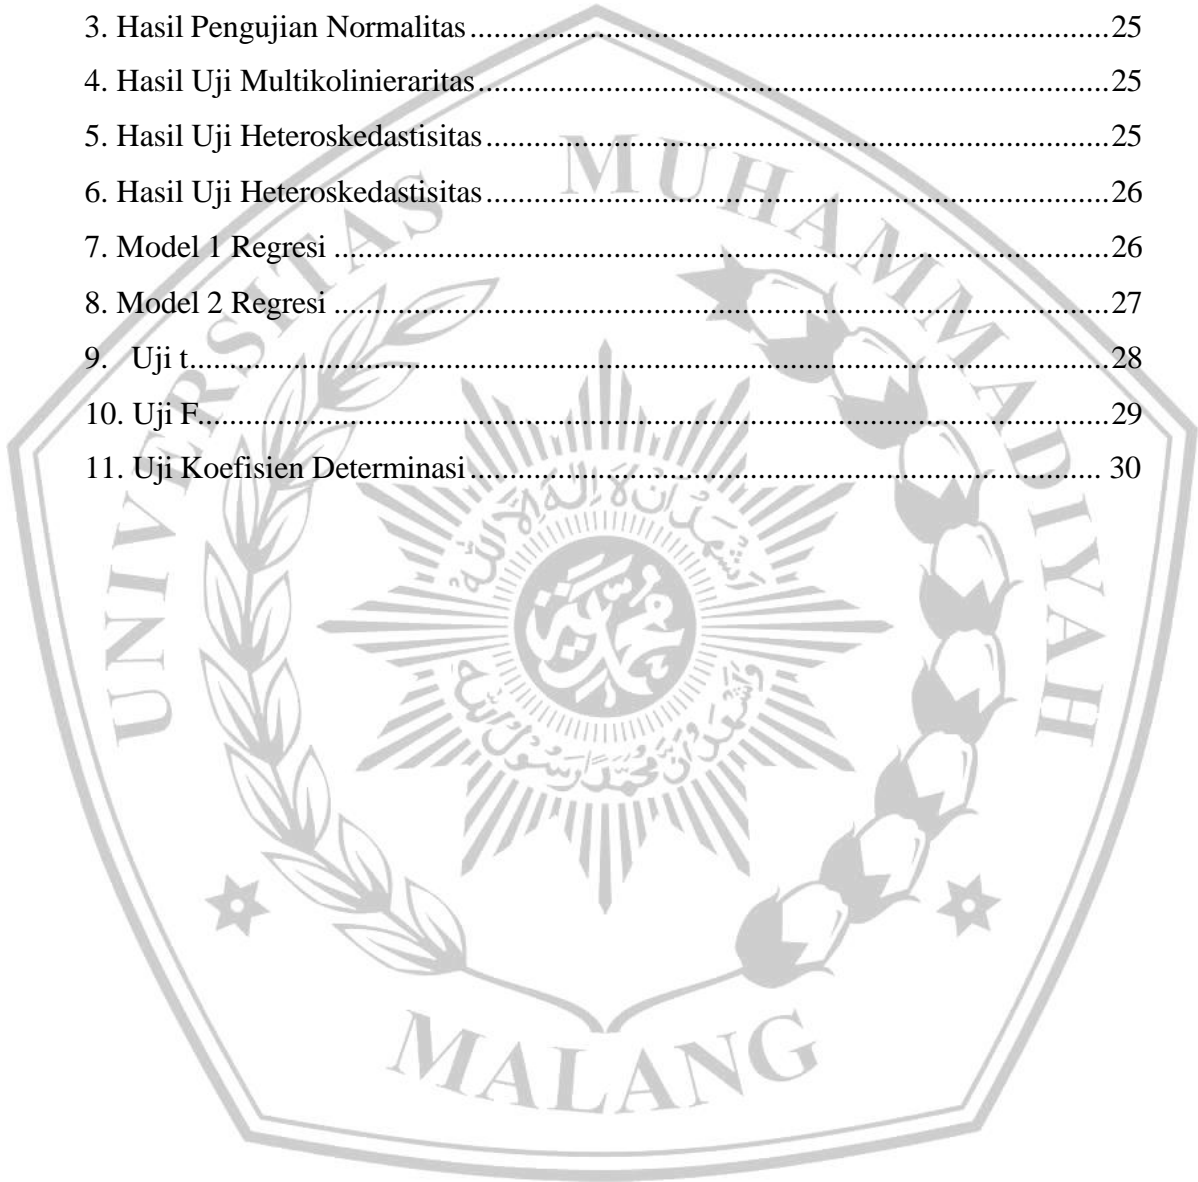 3. Hasil Pengujian Normalitas.......................................................................................25
4. Hasil Uji Multikolinieraritas......................................................................................25
5. Hasil Uji Heteroskedastisitas.....................................................................................25
6. Hasil Uji Heteroskedastisitas.....................................................................................26
7. Model 1 Regresi ........................................................................................................26
8. Model 2 Regresi ........................................................................................................27
9.   Uji t..........................................................................................................................28
10. Uji F.........................................................................................................................29
11. Uji Koefisien Determinasi..................................................................................... 30
UNIVERSITAS MUHAMMADIYAH
MALANG